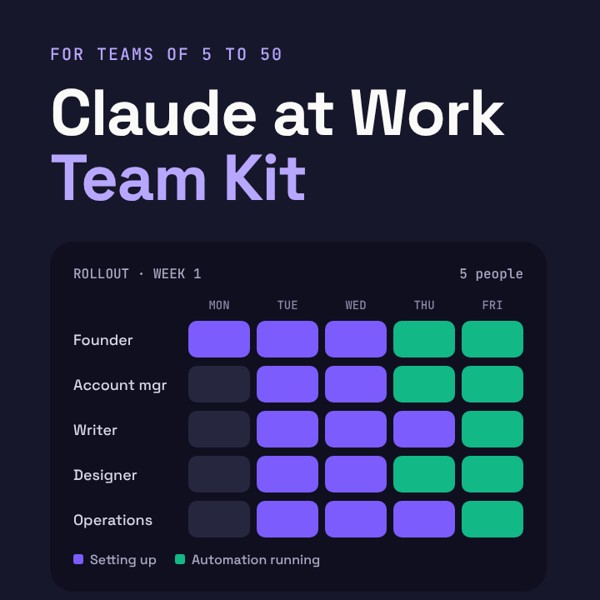 FOR TEAMS OF 5 TO 50
Claude at Work
Team Kit
ROLLOUT · WEEK 1 5 people
MON TUE WED THU FRI
Founder
Account mgr
Writer
Designer
Operations
Setting up Automation running